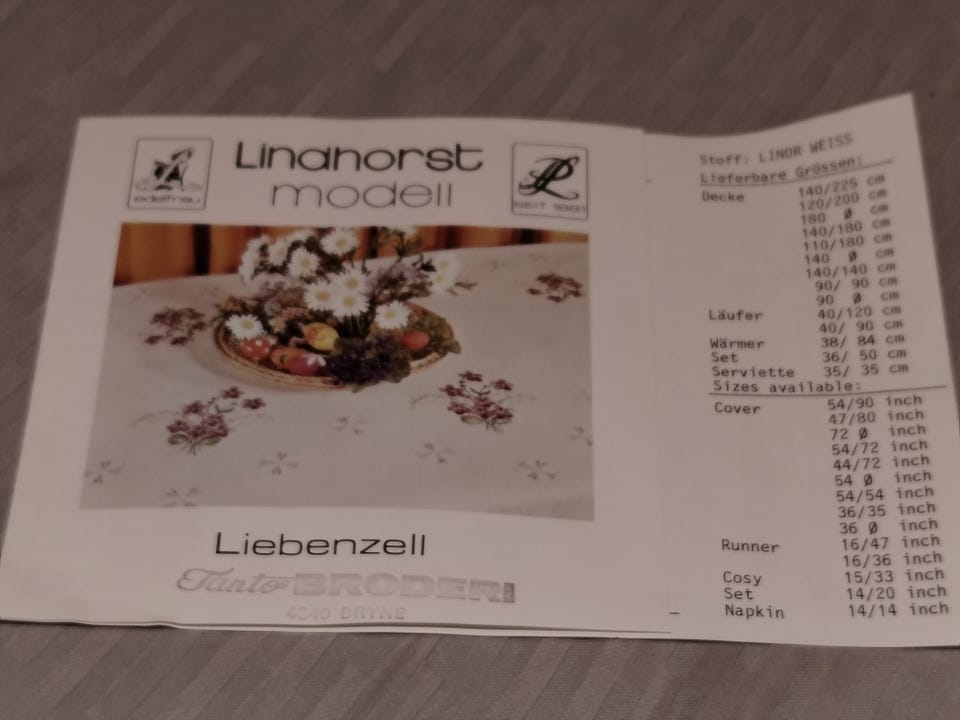 Lindhorst
modell
edelfrau
SEIT 1881
Liebenzell
Tante BRODERI
4340 BRYNE
Stoff: LINOR WEISS
Lieferbare Grössen:
Decke 140/225 cm
120/200 cm
180 Ø cm
140/180 cm
110/180 cm
140 Ø cm
140/140 cm
90/ 90 cm
90 Ø cm
Läufer 40/120 cm
40/ 90 cm
Wärmer 38/ 84 cm
Set 36/ 50 cm
Serviette 35/ 35 cm
Sizes available:
Cover 54/90 inch
47/80 inch
72 Ø inch
54/72 inch
44/72 inch
54 Ø inch
54/54 inch
36/35 inch
36 Ø inch
Runner 16/47 inch
16/36 inch
Cosy 15/33 inch
Set 14/20 inch
Napkin 14/14 inch